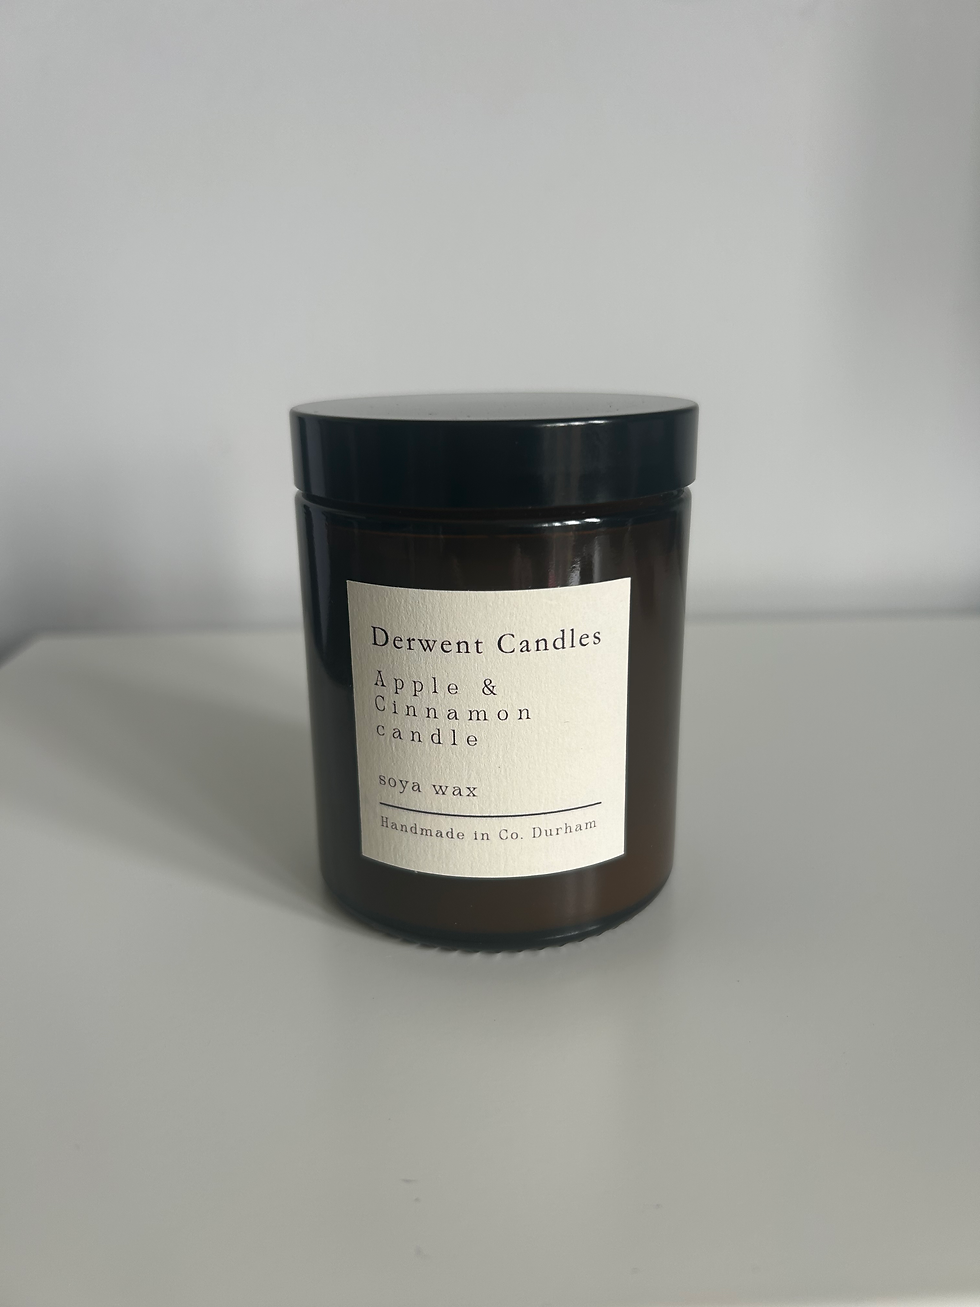 Derwent Candles
Apple &
Cinnamon
candle
soya wax
Handmade in Co. Durham